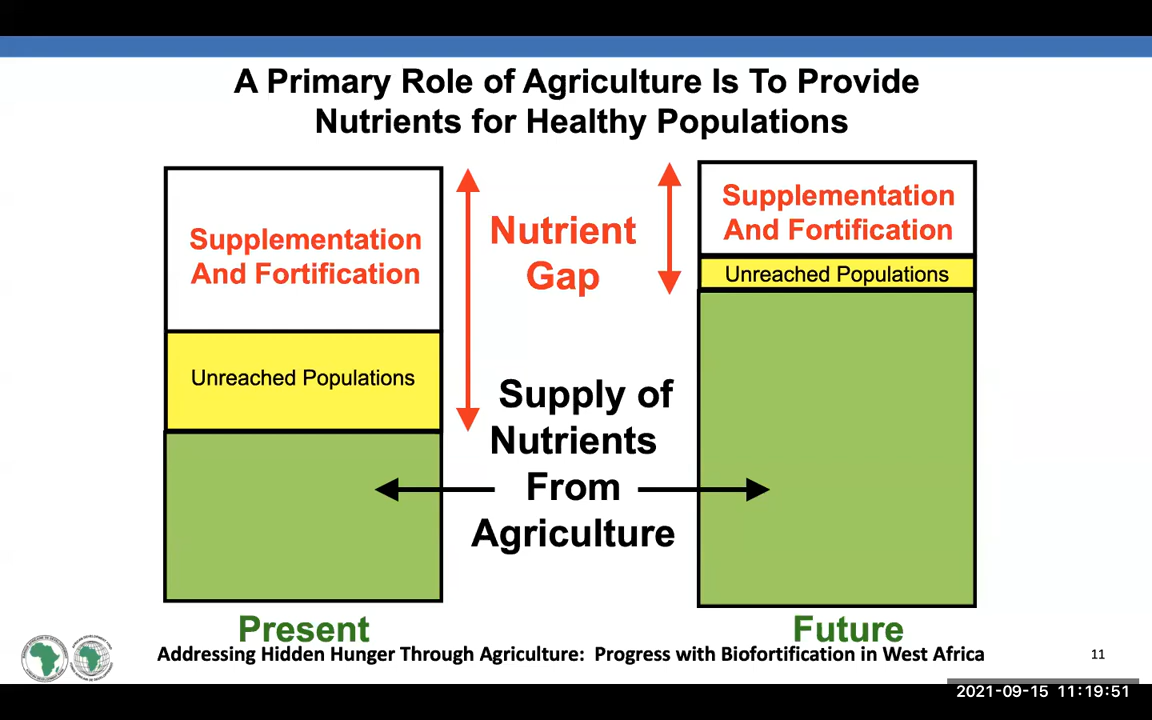 A Primary Role of Agriculture Is To Provide
Nutrients for Healthy Populations
Supplementation
And Fortification
Unreached Populations
Nutrient
Gap
Supply of
Nutrients
From
Agriculture
Supplementation
And Fortification
Unreached Populations
Present
Future
Addressing Hidden Hunger Through Agriculture: Progress with Biofortification in West Africa
11
2021-09-15 11:19:51